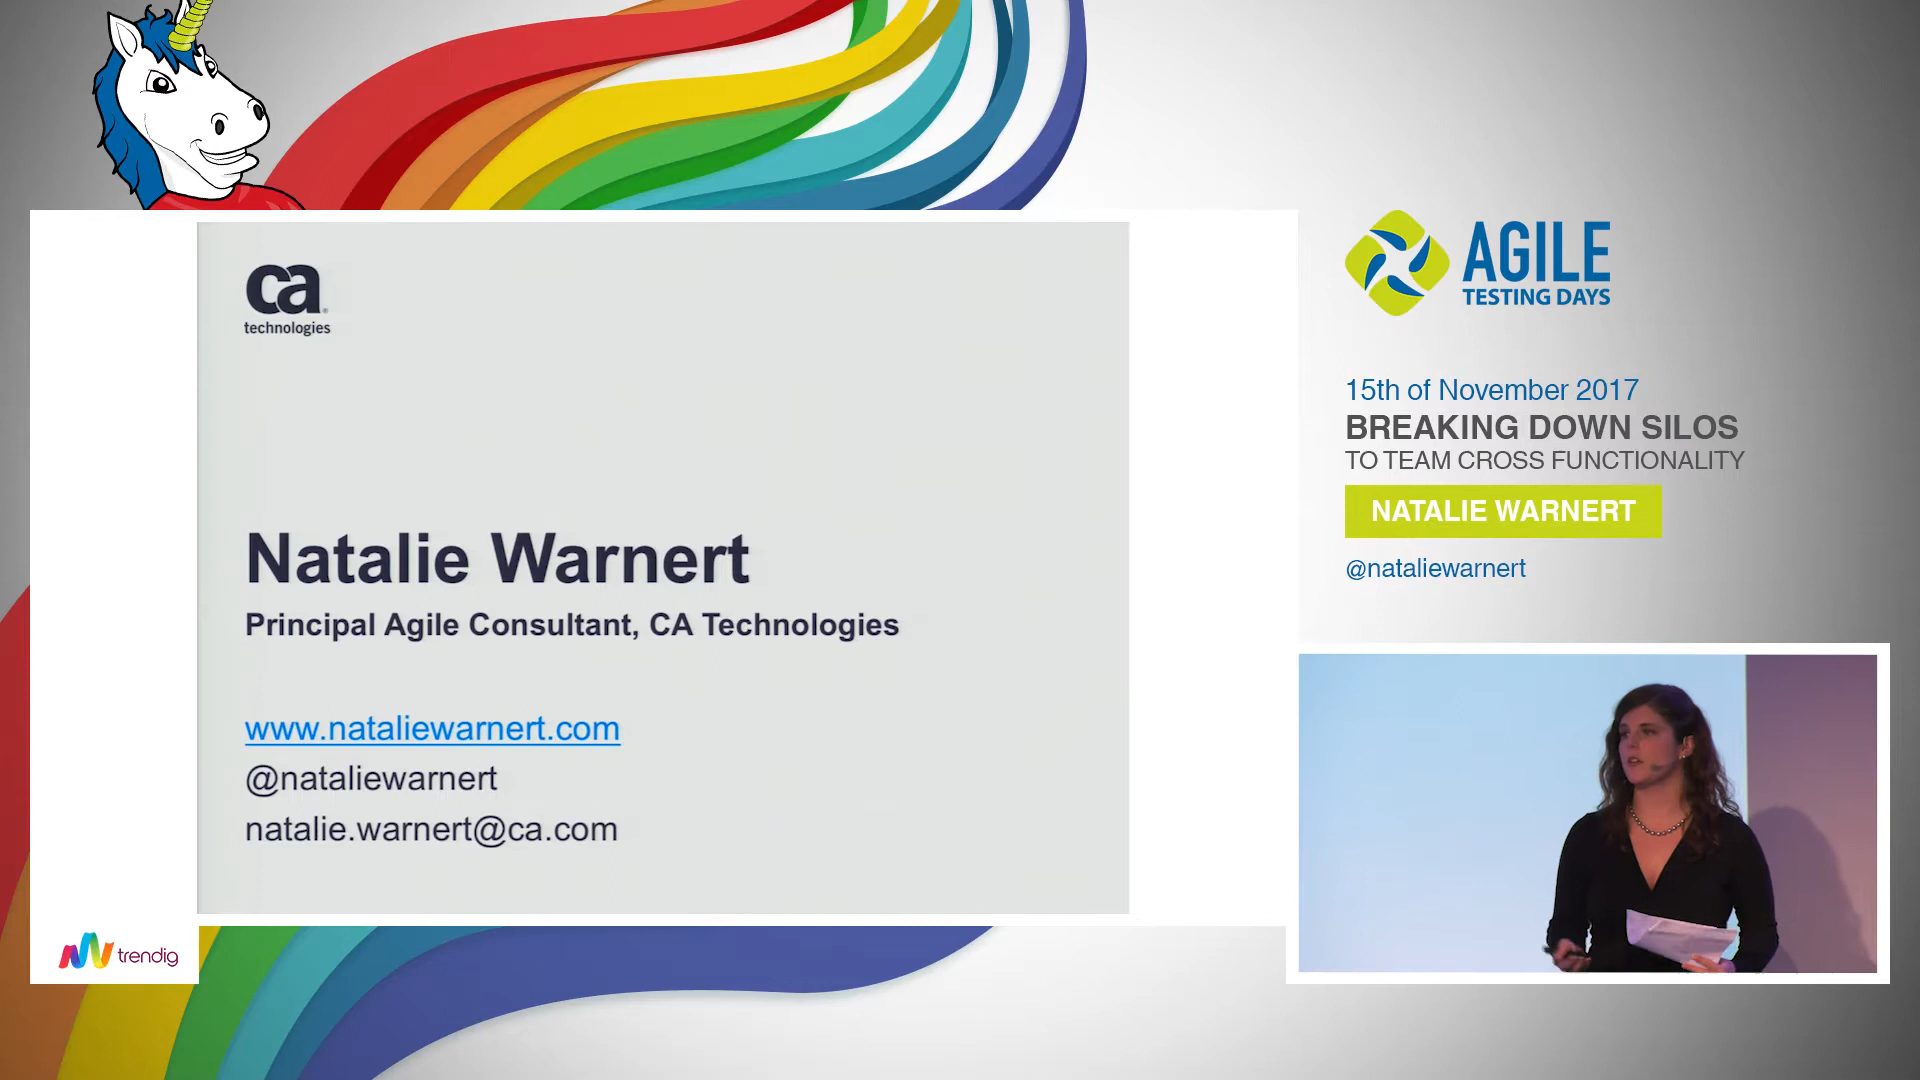 ca
technologies
Natalie Warnert
Principal Agile Consultant, CA Technologies
www.nataliewarnert.com
@nataliewarnert
natalie.warnert@ca.com
trendig
AGILE
TESTING DAYS
15th of November 2017
BREAKING DOWN SILOS
TO TEAM CROSS FUNCTIONALITY
NATALIE WARNERT
@nataliewarnert